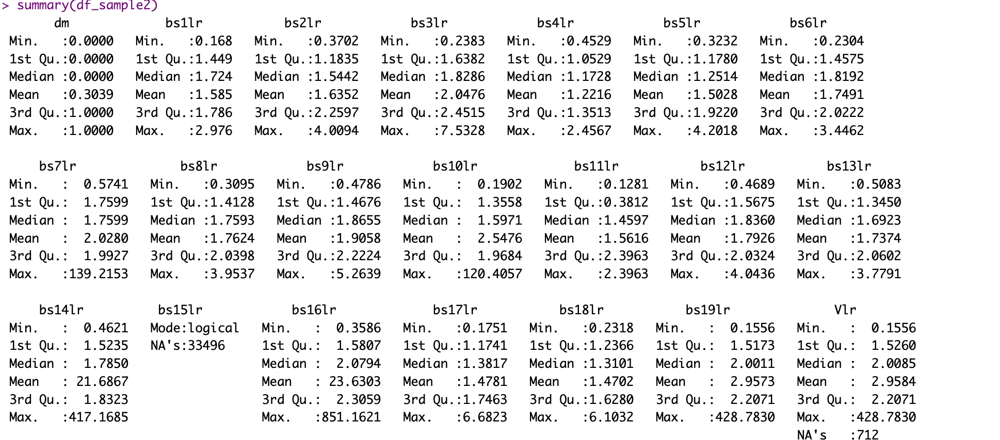 > summary(df_sample2)
dm bs1lr bs2lr bs3lr bs4lr bs5lr bs6lr
Min. :0.0000 Min. :0.168 Min. :0.3702 Min. :0.2383 Min. :0.4529 Min. :0.3232 Min. :0.2304
1st Qu.:0.0000 1st Qu.:1.449 1st Qu.:1.1835 1st Qu.:1.6382 1st Qu.:1.0529 1st Qu.:1.1780 1st Qu.:1.4575
Median :0.0000 Median :1.724 Median :1.5442 Median :1.8286 Median :1.1728 Median :1.2514 Median :1.8192
Mean :0.3039 Mean :1.585 Mean :1.6352 Mean :2.0476 Mean :1.2216 Mean :1.5028 Mean :1.7491
3rd Qu.:1.0000 3rd Qu.:1.786 3rd Qu.:2.2597 3rd Qu.:2.4515 3rd Qu.:1.3513 3rd Qu.:1.9220 3rd Qu.:2.0222
Max. :1.0000 Max. :2.976 Max. :4.0094 Max. :7.5328 Max. :2.4567 Max. :4.2018 Max. :3.4462
bs7lr bs8lr bs9lr bs10lr bs11lr bs12lr bs13lr
Min. : 0.5741 Min. :0.3095 Min. :0.4786 Min. : 0.1902 Min. :0.1281 Min. :0.4689 Min. :0.5083
1st Qu.: 1.7599 1st Qu.:1.4128 1st Qu.:1.4676 1st Qu.: 1.3558 1st Qu.:0.3812 1st Qu.:1.5675 1st Qu.:1.3450
Median : 1.7599 Median :1.7593 Median :1.8655 Median : 1.5971 Median :1.4597 Median :1.8360 Median :1.6923
Mean : 2.0280 Mean :1.7624 Mean :1.9058 Mean : 2.5476 Mean :1.5616 Mean :1.7926 Mean :1.7374
3rd Qu.: 1.9927 3rd Qu.:2.0398 3rd Qu.:2.2224 3rd Qu.: 1.9684 3rd Qu.:2.3963 3rd Qu.:2.0324 3rd Qu.:2.0602
Max. :139.2153 Max. :3.9537 Max. :5.2639 Max. :120.4057 Max. :2.3963 Max. :4.0436 Max. :3.7791
bs14lr bs15lr bs16lr bs17lr bs18lr bs19lr Vlr
Min. : 0.4621 Mode:logical Min. : 0.3586 Min. :0.1751 Min. :0.2318 Min. : 0.1556 Min. : 0.1556
1st Qu.: 1.5235 NA's:33496 1st Qu.: 1.5807 1st Qu.:1.1741 1st Qu.:1.2366 1st Qu.: 1.5173 1st Qu.: 1.5260
Median : 1.7850 Median : 2.0794 Median :1.3817 Median :1.3101 Median : 2.0011 Median : 2.0085
Mean : 21.6867 Mean : 23.6303 Mean :1.4781 Mean :1.4702 Mean : 2.9573 Mean : 2.9584
3rd Qu.: 1.8323 3rd Qu.: 2.3059 3rd Qu.:1.7463 3rd Qu.:1.6280 3rd Qu.: 2.2071 3rd Qu.: 2.2071
Max. :417.1685 Max. :851.1621 Max. :6.6823 Max. :6.1032 Max. :428.7830 Max. :428.7830
NA's :712